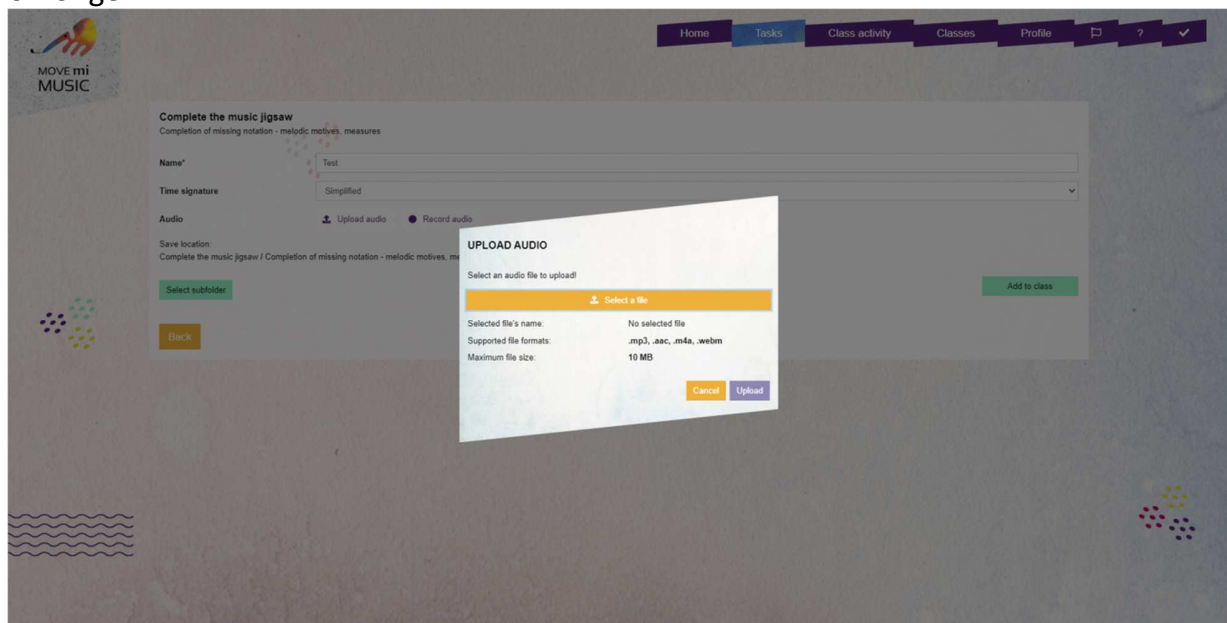 MOVE mi
MUSIC
Home Tasks Class activity Classes Profile ?
Complete the music jigsaw
Completion of missing notation - melodic motives, measures
Name* Test
Time signature Simplified
Audio Upload audio Record audio
Save location:
Complete the music jigsaw / Completion of missing notation - melodic motives, me
Select subfolder
Add to class
Back
UPLOAD AUDIO
Select an audio file to upload!
Select a file
Selected file's name: No selected file
Supported file formats: .mp3, .aac, .m4a, .webm
Maximum file size: 10 MB
Cancel Upload